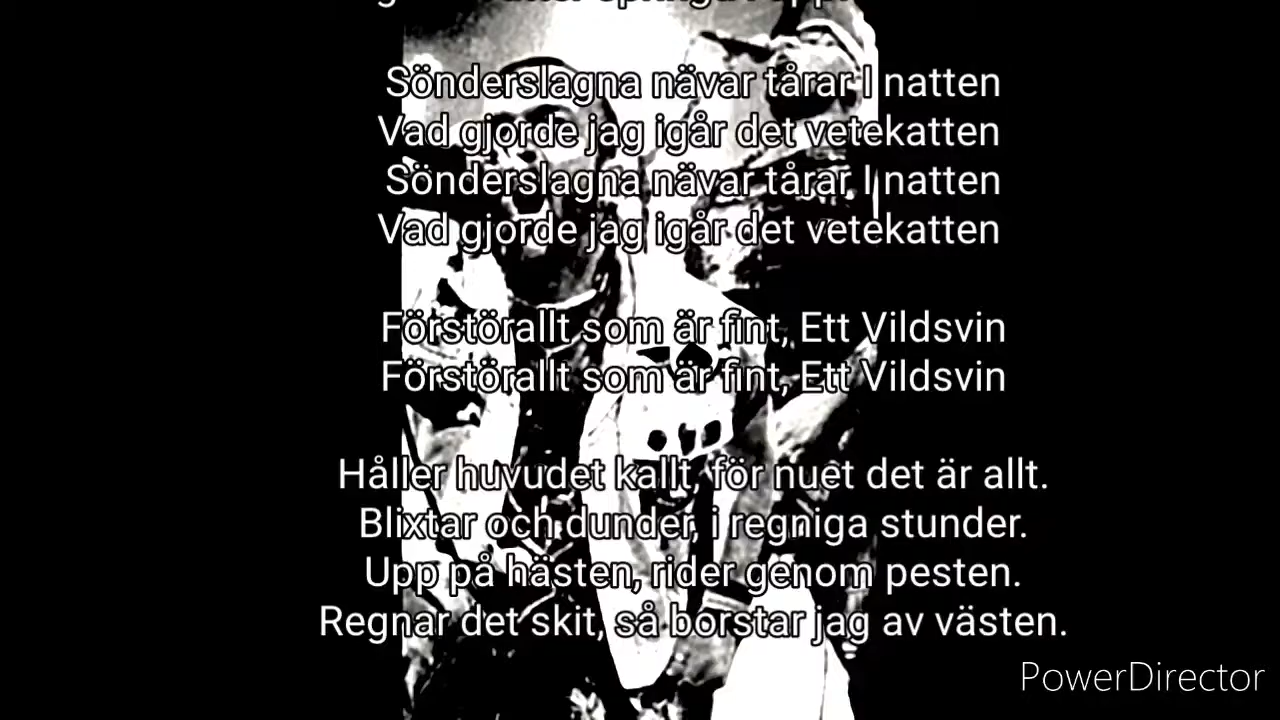 Sönderslagna nävar tårar I natten
Vad gjorde jag igår det vetekatten
Sönderslagna nävar tårar I natten
Vad gjorde jag igår det vetekatten
Förstörallt som är fint, Ett Vildsvin
Förstörallt som är fint, Ett Vildsvin
Håller huvudet kallt, för nuet det är allt.
Blixtar och dunder, i regniga stunder.
Upp på hästen, rider genom pesten.
Regnar det skit, så borstar jag av västen.
PowerDirector